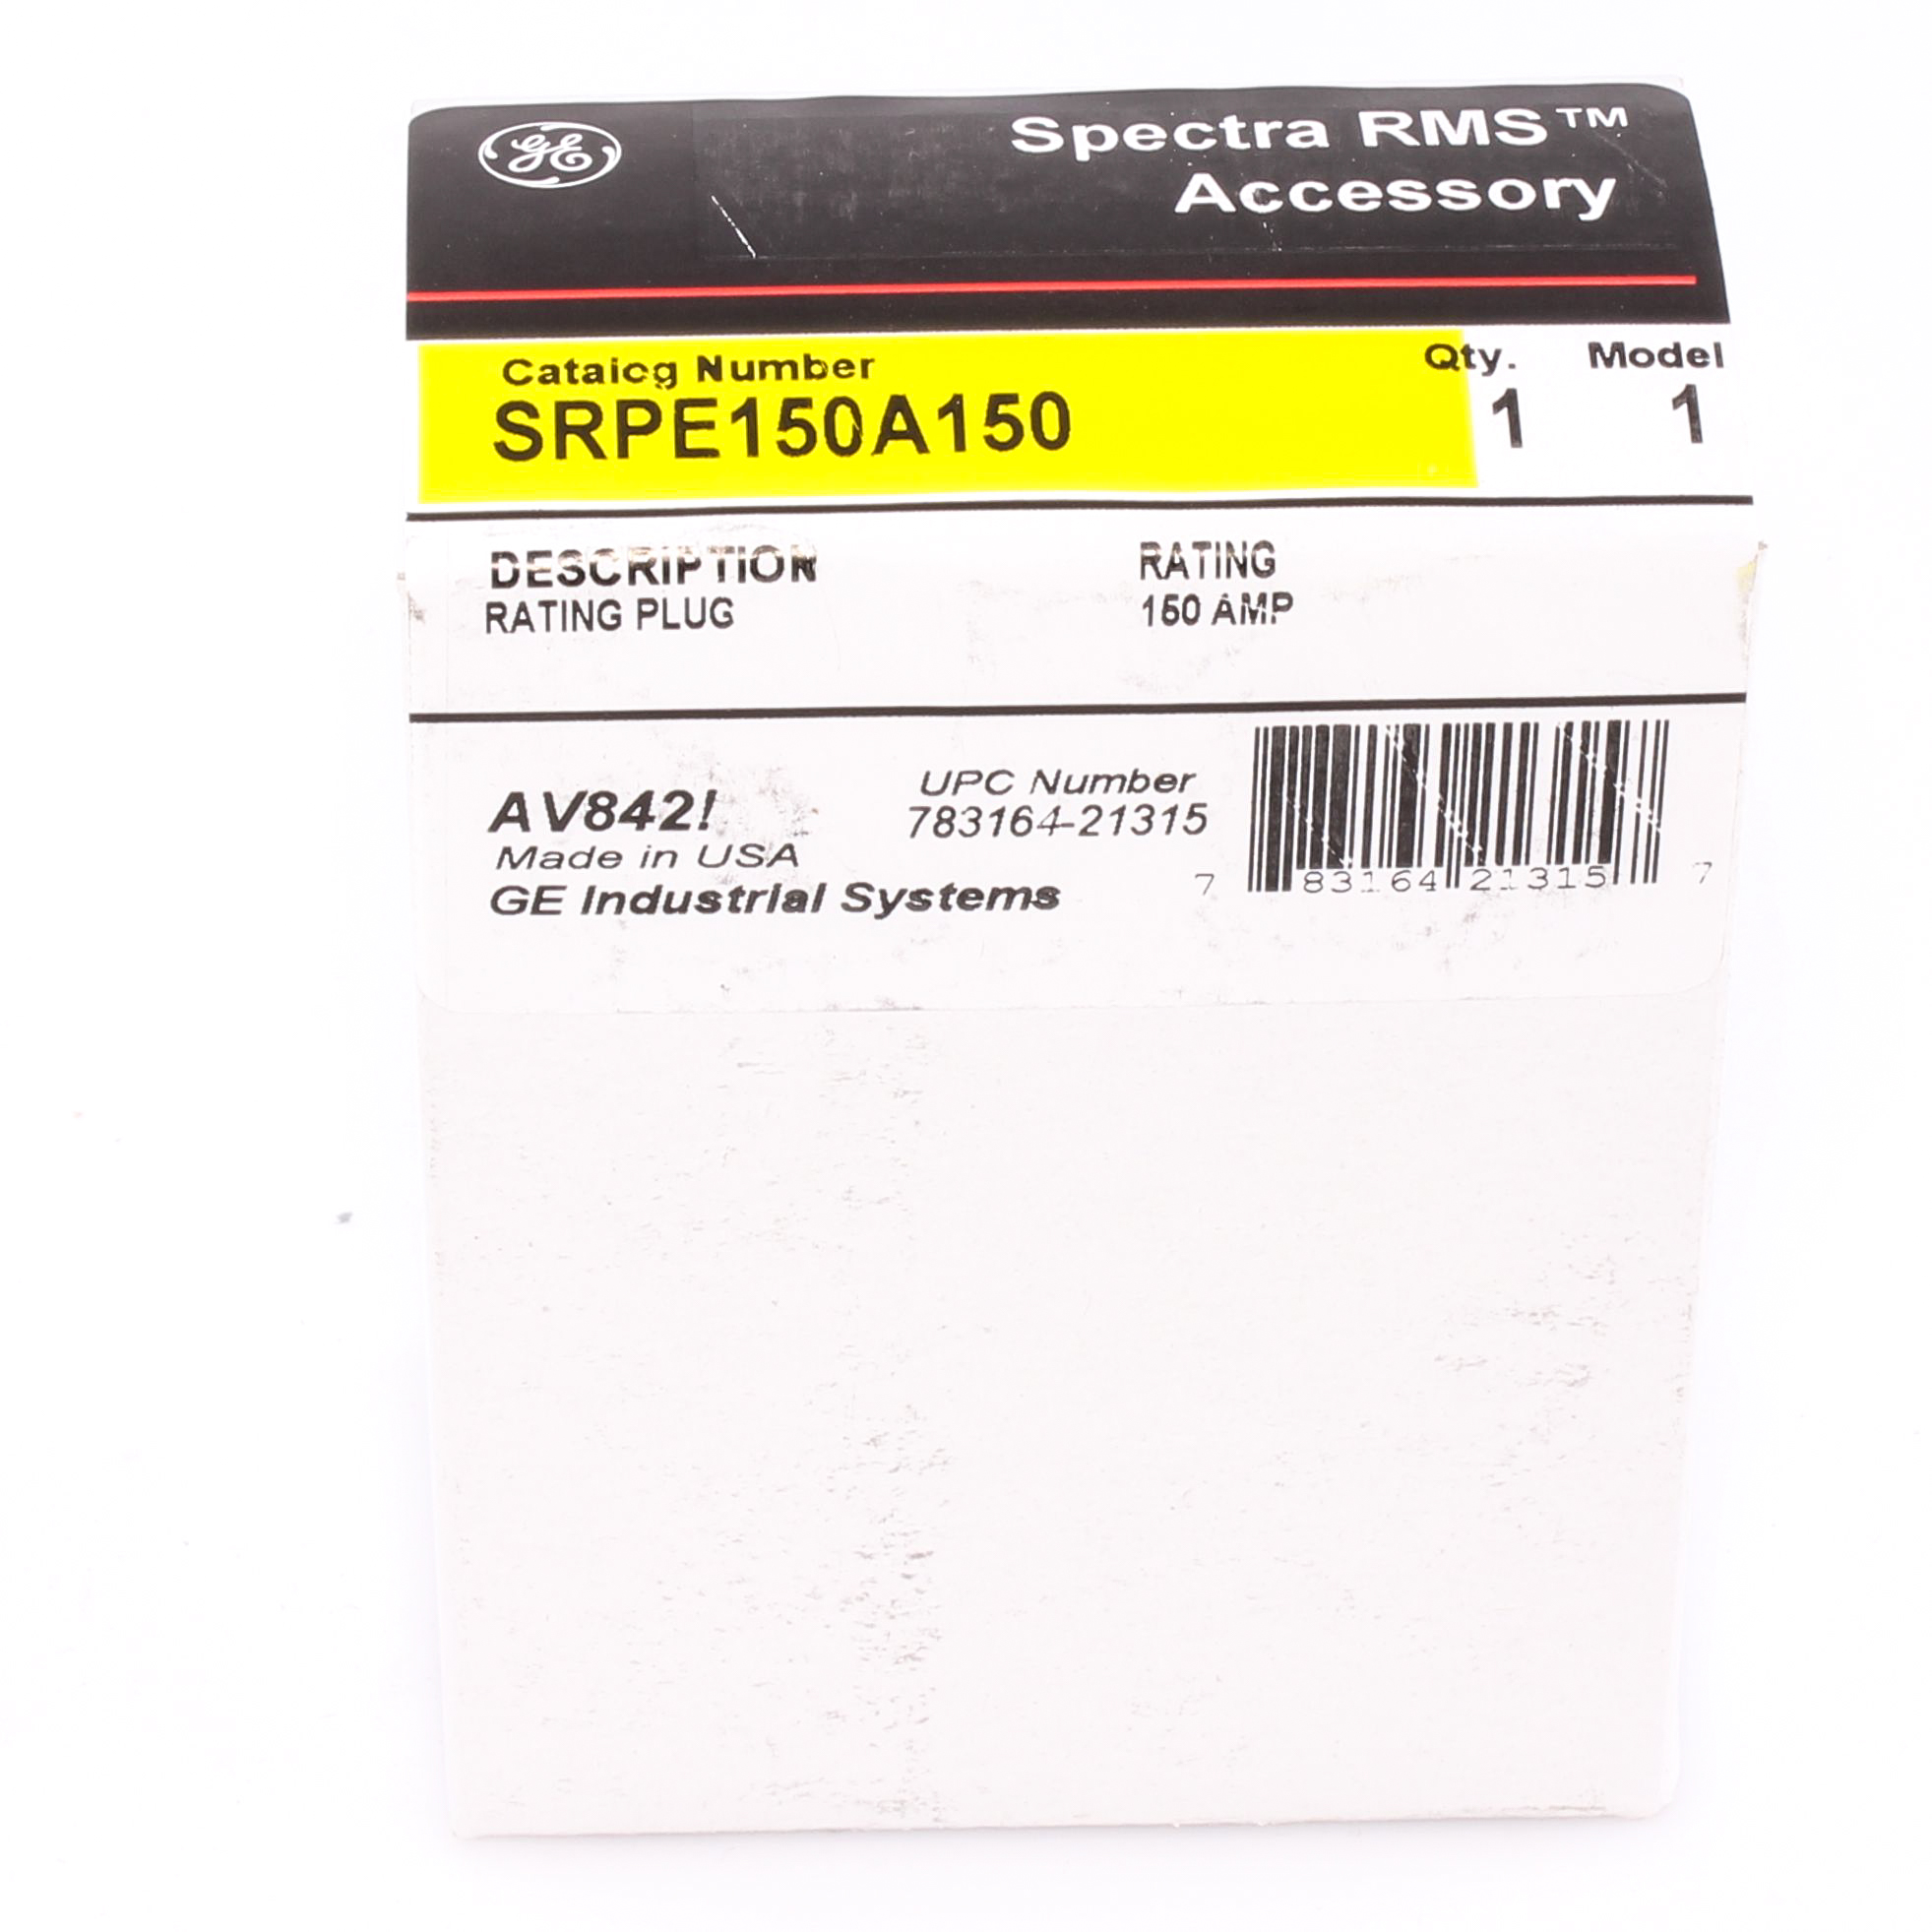 GE
Spectra RMS™
Accessory
Catalog Number
SRPE150A150
Qty.
1
Model
1
DESCRIPTION
RATING PLUG
RATING
150 AMP
AV842!
Made in USA
GE Industrial Systems
UPC Number
783164-21315
7 83164 21315 7